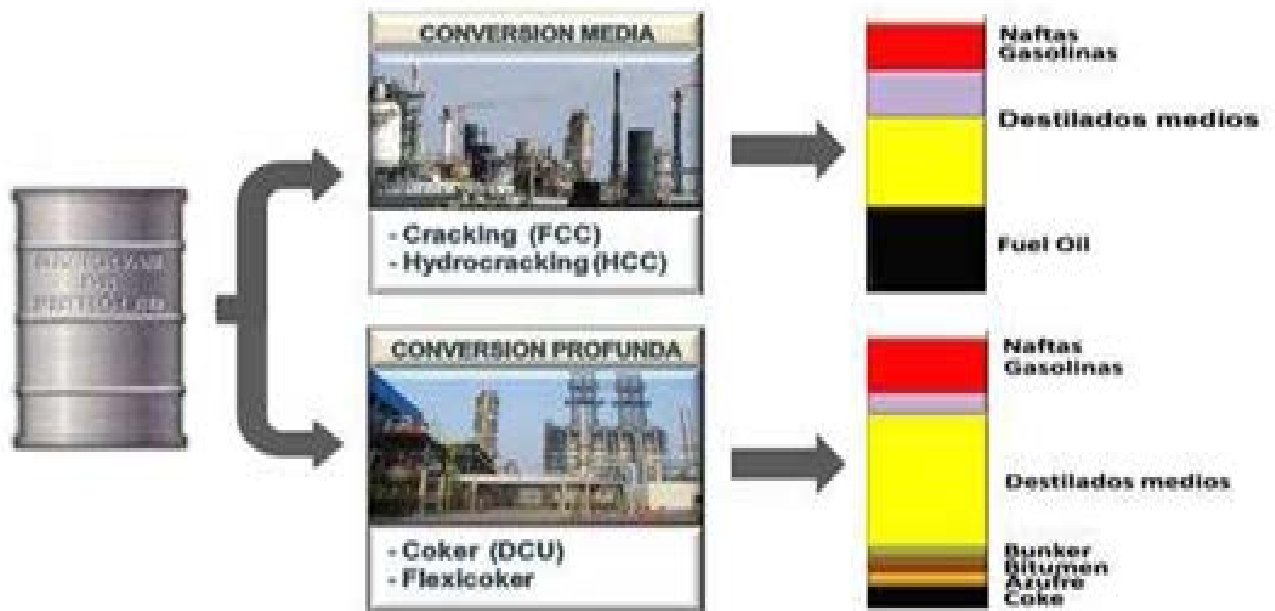 CONVERSION MEDIA
- Cracking (FCC)
- Hydrocracking (HCC)
Naftas
Gasolinas
Destilados medios
Fuel Oil
CONVERSION PROFUNDA
- Coker (DCU)
- Flexicoker
Naftas
Gasolinas
Destilados medios
Bunker
Bitumen
Azufre
Coke